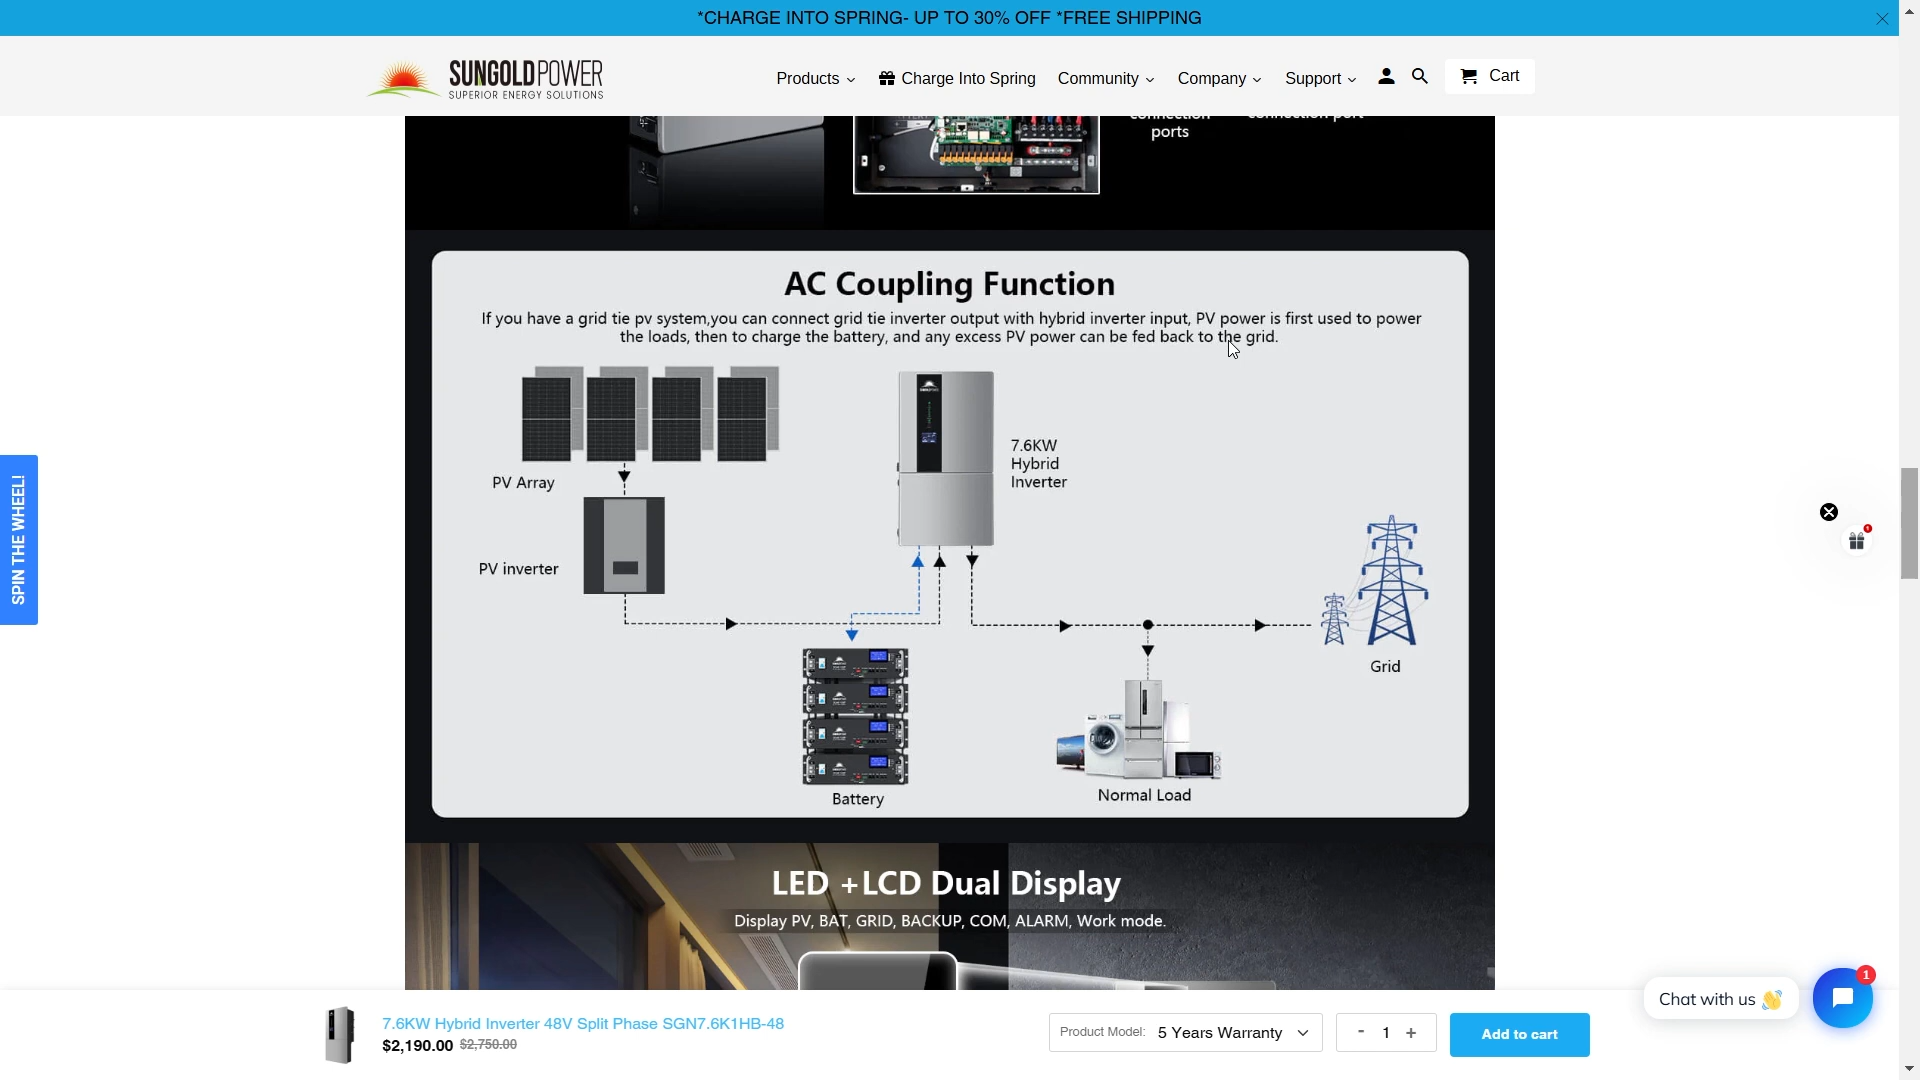 *CHARGE INTO SPRING- UP TO 30% OFF *FREE SHIPPING
SUNGOLDPOWER
SUPERIOR ENERGY SOLUTIONS
Products
Charge Into Spring
Community
Company
Support
Cart
connection
ports
connection port
AC Coupling Function
If you have a grid tie pv system,you can connect grid tie inverter output with hybrid inverter input, PV power is first used to power
the loads, then to charge the battery, and any excess PV power can be fed back to the grid.
PV Array
7.6KW
Hybrid
Inverter
PV inverter
Grid
Battery
Normal Load
SPIN THE WHEEL!
LED +LCD Dual Display
Display PV, BAT, GRID, BACKUP, COM, ALARM, Work mode.
Chat with us 👋
1
7.6KW Hybrid Inverter 48V Split Phase SGN7.6K1HB-48
$2,190.00 $2,750.00
Product Model: 5 Years Warranty
- 1 +
Add to cart